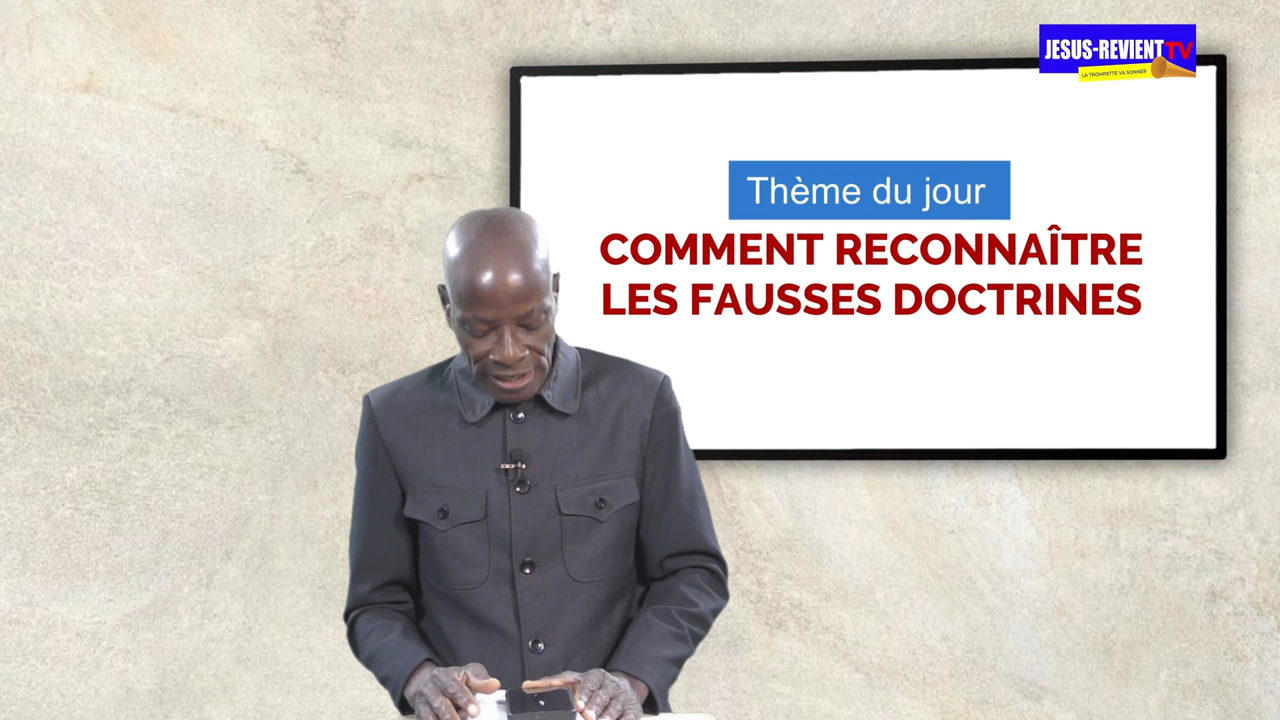 JESUS-REVIENT TV
LA TROMPETTE VA SONNER
Thème du jour
COMMENT RECONNAÎTRE
LES FAUSSES DOCTRINES